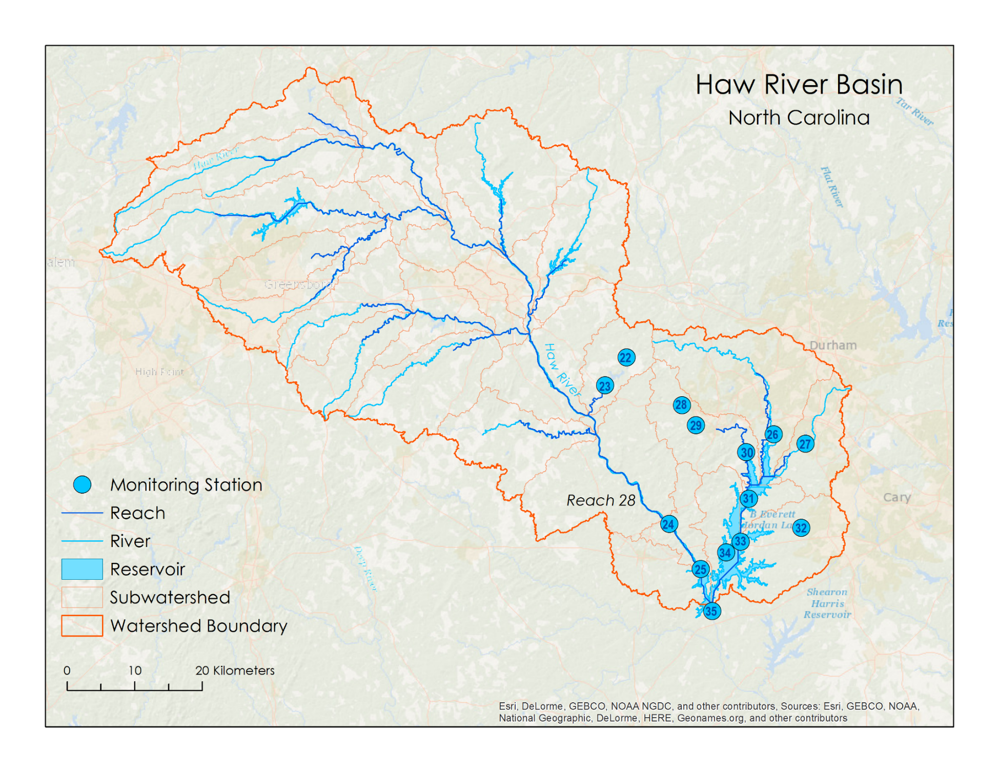 Haw River Basin
North Carolina
Tar River
Flat River
Haw River
alem
Greensboro
High Point
Durham
Res
Haw River
22
23
28
29
26
27
30
31
Cary
Reach 28
B Everett
Jordan La
32
24
33
34
25
35
Deep River
Shearon
Harris
Reservoir
Monitoring Station
Reach
River
Reservoir
Subwatershed
Watershed Boundary
0 10 20 Kilometers
Esri, DeLorme, GEBCO, NOAA NGDC, and other contributors, Sources: Esri, GEBCO, NOAA,
National Geographic, DeLorme, HERE, Geonames.org, and other contributors